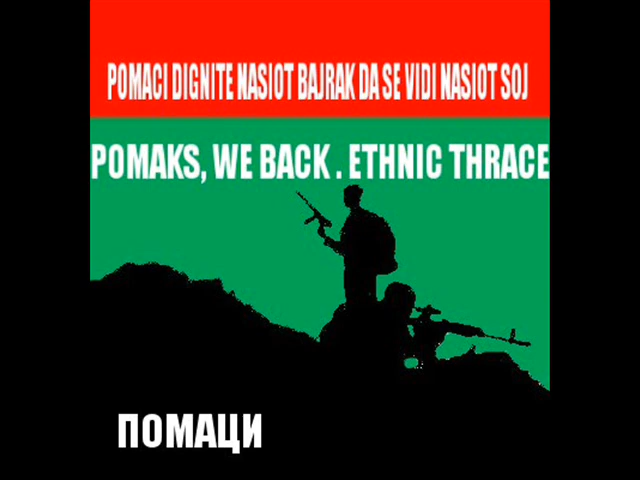 POMACI DIGNITE NASIOT BAJRAK DA SE VIDI NASIOT SOJ
POMAKS, WE BACK . ETHNIC THRACE
ПОМАЦИ